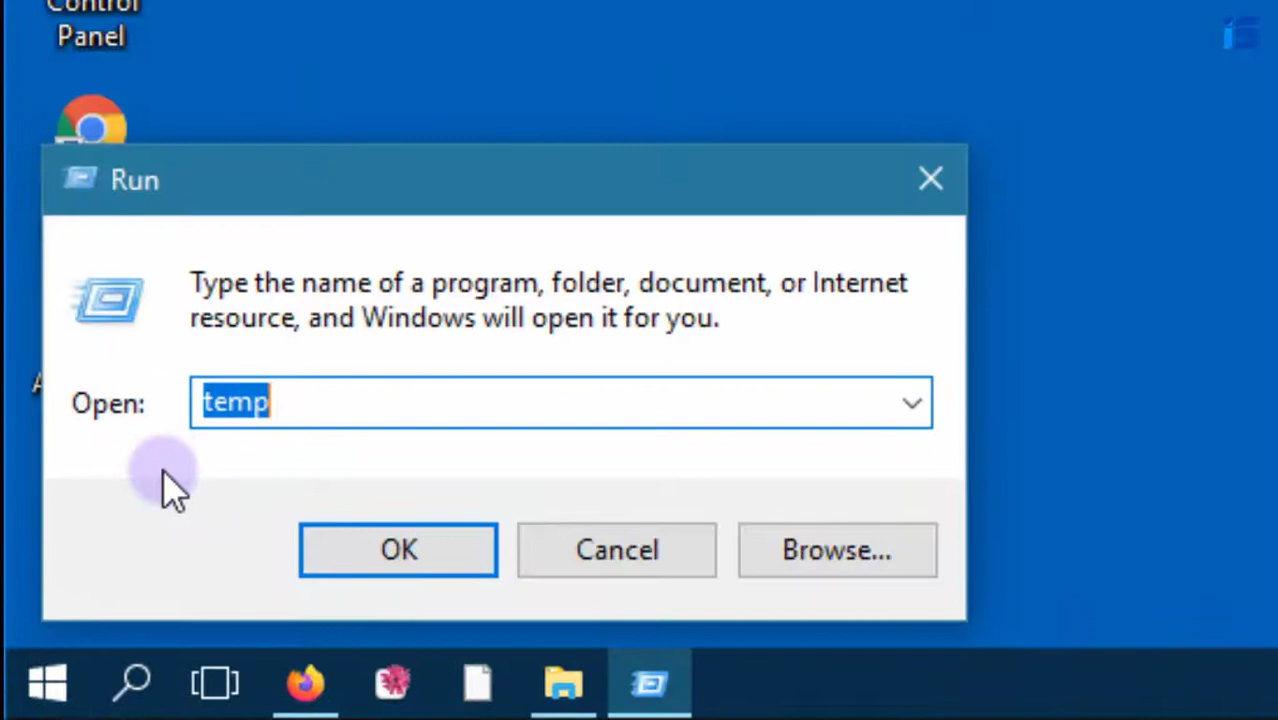 Control
Panel
Run
Type the name of a program, folder, document, or Internet
resource, and Windows will open it for you.
Open:
temp
OK
Cancel
Browse...